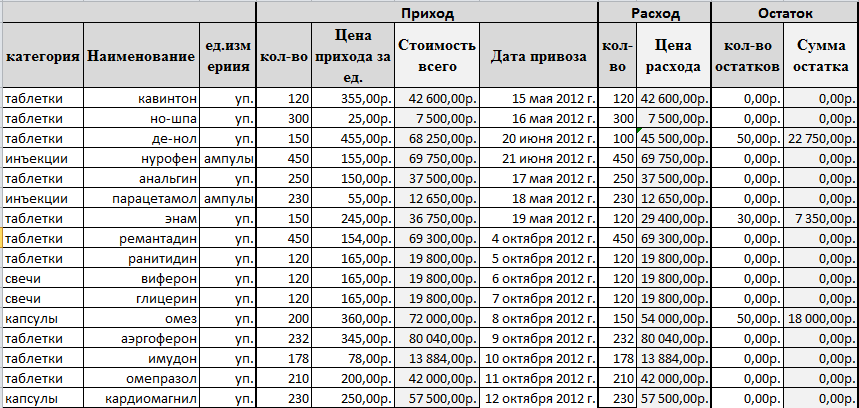 Приход Расход Остаток
категория Наименование ед.измериия кол-во Цена прихода за ед. Стоимость всего Дата привоза кол-во Цена расхода кол-во остатков Сумма остатка
таблетки кавинтон уп. 120 355,00р. 42 600,00р. 15 мая 2012 г. 120 42 600,00р. 0,00р. 0,00р.
таблетки но-шпа уп. 300 25,00р. 7 500,00р. 16 мая 2012 г. 300 7 500,00р. 0,00р. 0,00р.
таблетки де-нол уп. 150 455,00р. 68 250,00р. 20 июня 2012 г. 100 45 500,00р. 50,00р. 22 750,00р.
инъекции нурофен ампулы 450 155,00р. 69 750,00р. 21 июня 2012 г. 450 69 750,00р. 0,00р. 0,00р.
таблетки анальгин уп. 250 150,00р. 37 500,00р. 17 мая 2012 г. 250 37 500,00р. 0,00р. 0,00р.
инъекции парацетамол ампулы 230 55,00р. 12 650,00р. 18 мая 2012 г. 230 12 650,00р. 0,00р. 0,00р.
таблетки энам уп. 150 245,00р. 36 750,00р. 19 мая 2012 г. 120 29 400,00р. 30,00р. 7 350,00р.
таблетки ремантадин уп. 450 154,00р. 69 300,00р. 4 октября 2012 г. 450 69 300,00р. 0,00р. 0,00р.
таблетки ранитидин уп. 120 165,00р. 19 800,00р. 5 октября 2012 г. 120 19 800,00р. 0,00р. 0,00р.
свечи виферон уп. 120 165,00р. 19 800,00р. 6 октября 2012 г. 120 19 800,00р. 0,00р. 0,00р.
свечи глицерин уп. 120 165,00р. 19 800,00р. 7 октября 2012 г. 120 19 800,00р. 0,00р. 0,00р.
капсулы омез уп. 200 360,00р. 72 000,00р. 8 октября 2012 г. 150 54 000,00р. 50,00р. 18 000,00р.
таблетки аэргоферон уп. 232 345,00р. 80 040,00р. 9 октября 2012 г. 232 80 040,00р. 0,00р. 0,00р.
таблетки имудон уп. 178 78,00р. 13 884,00р. 10 октября 2012 г. 178 13 884,00р. 0,00р. 0,00р.
таблетки омепразол уп. 210 200,00р. 42 000,00р. 11 октября 2012 г. 210 42 000,00р. 0,00р. 0,00р.
капсулы кардиомагнил уп. 230 250,00р. 57 500,00р. 12 октября 2012 г. 230 57 500,00р. 0,00р. 0,00р.